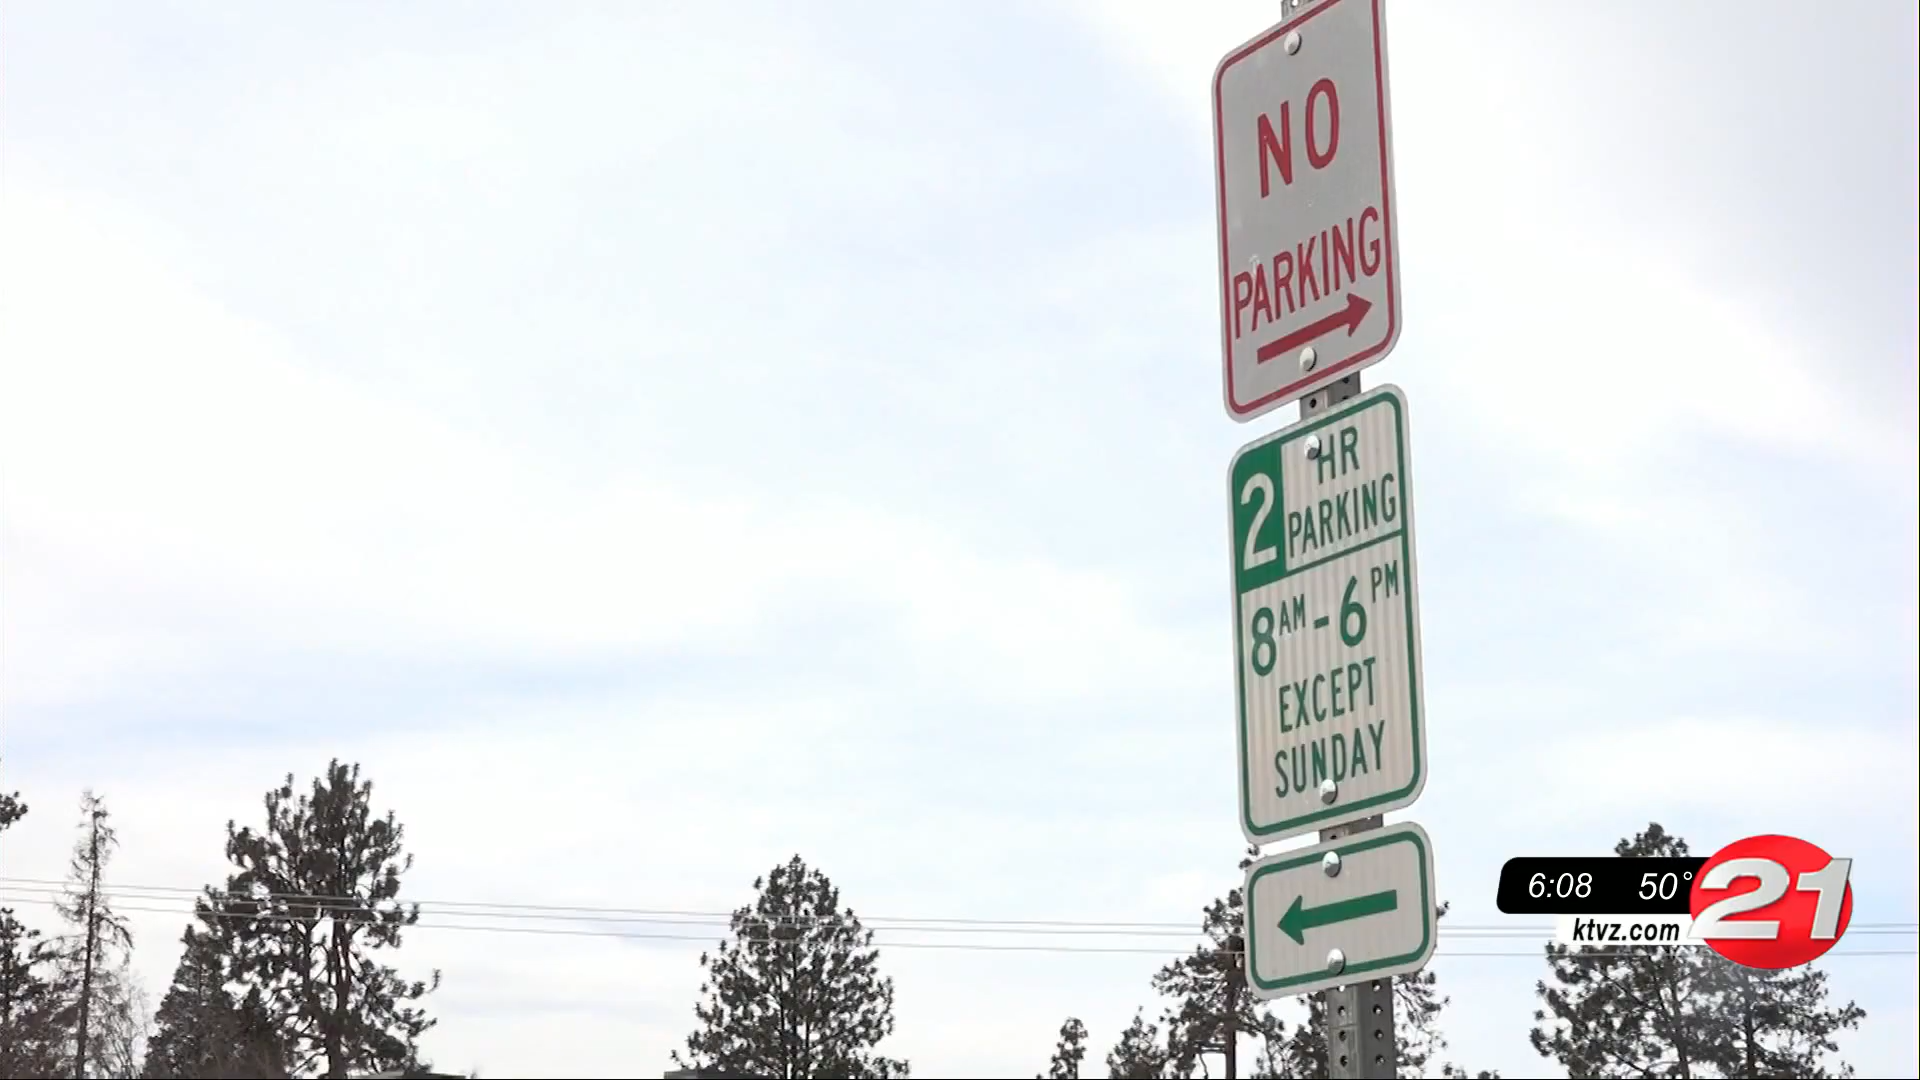 NO
PARKING
2 HR
PARKING
8AM - 6PM
EXCEPT
SUNDAY
6:08 50°
ktvz.com
21